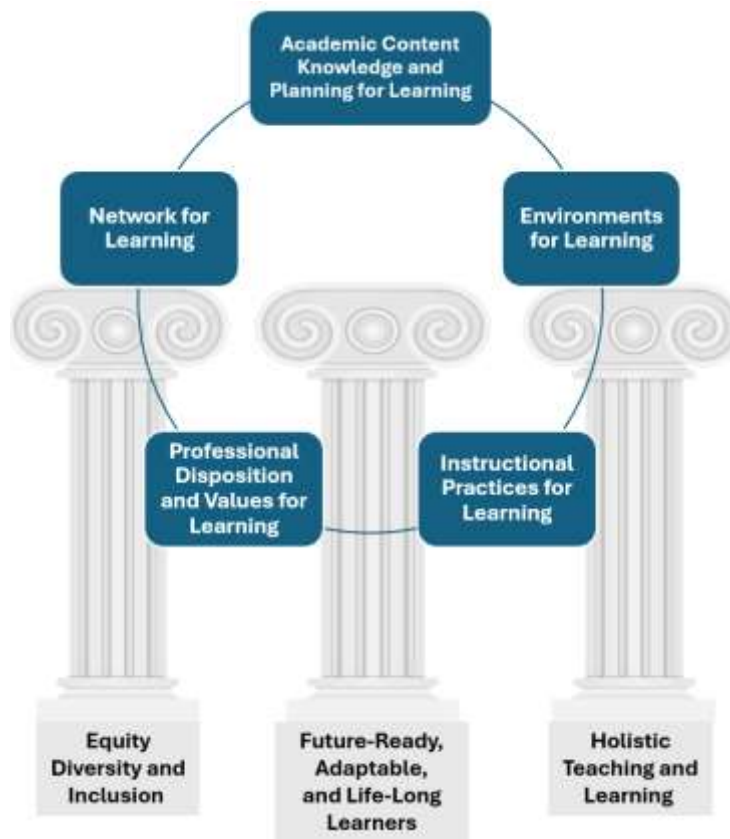 Academic Content
Knowledge and
Planning for Learning
Network for
Learning
Environments
for Learning
Professional
Disposition
and Values for
Learning
Instructional
Practices for
Learning
Equity
Diversity and
Inclusion
Future-Ready,
Adaptable,
and Life-Long
Learners
Holistic
Teaching and
Learning